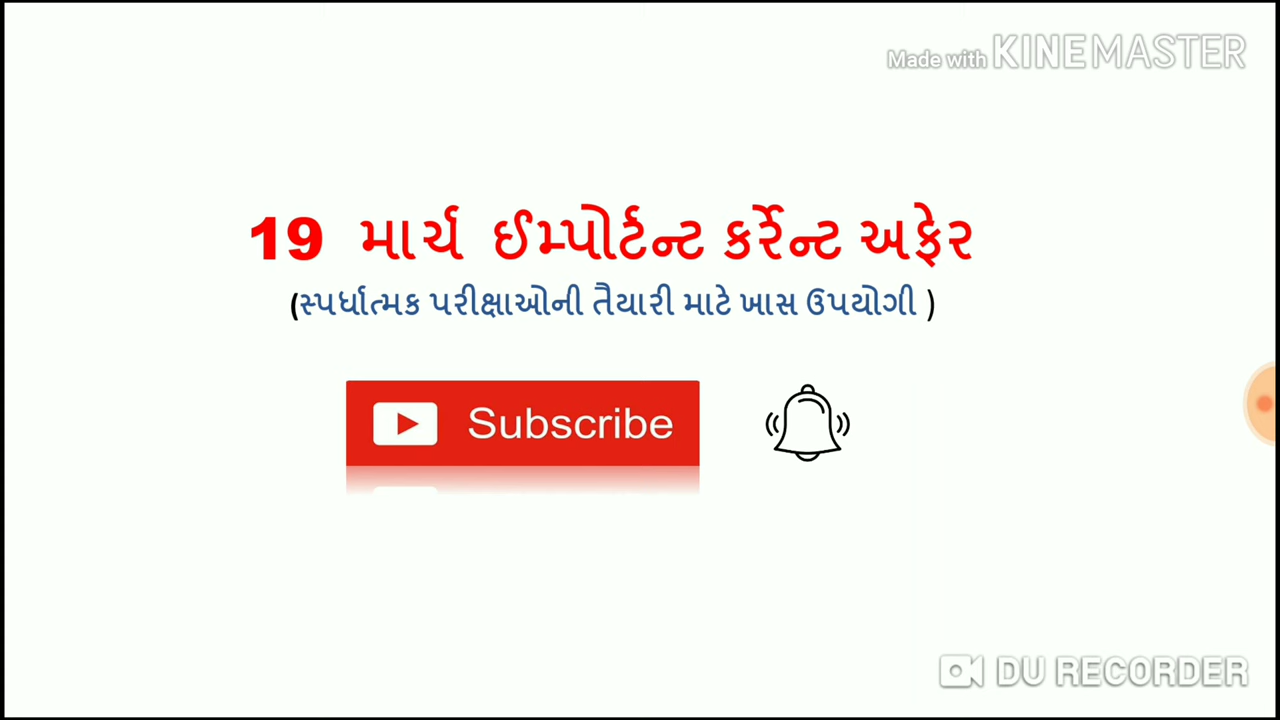 Made with KINEMASTER
19 માર્ચ ઈમ્પોર્ટન્ટ કર્રેન્ટ અફેર
(સ્પર્ધાત્મક પરીક્ષાઓની તૈયારી માટે ખાસ ઉપયોગી )
Subscribe
DU RECORDER